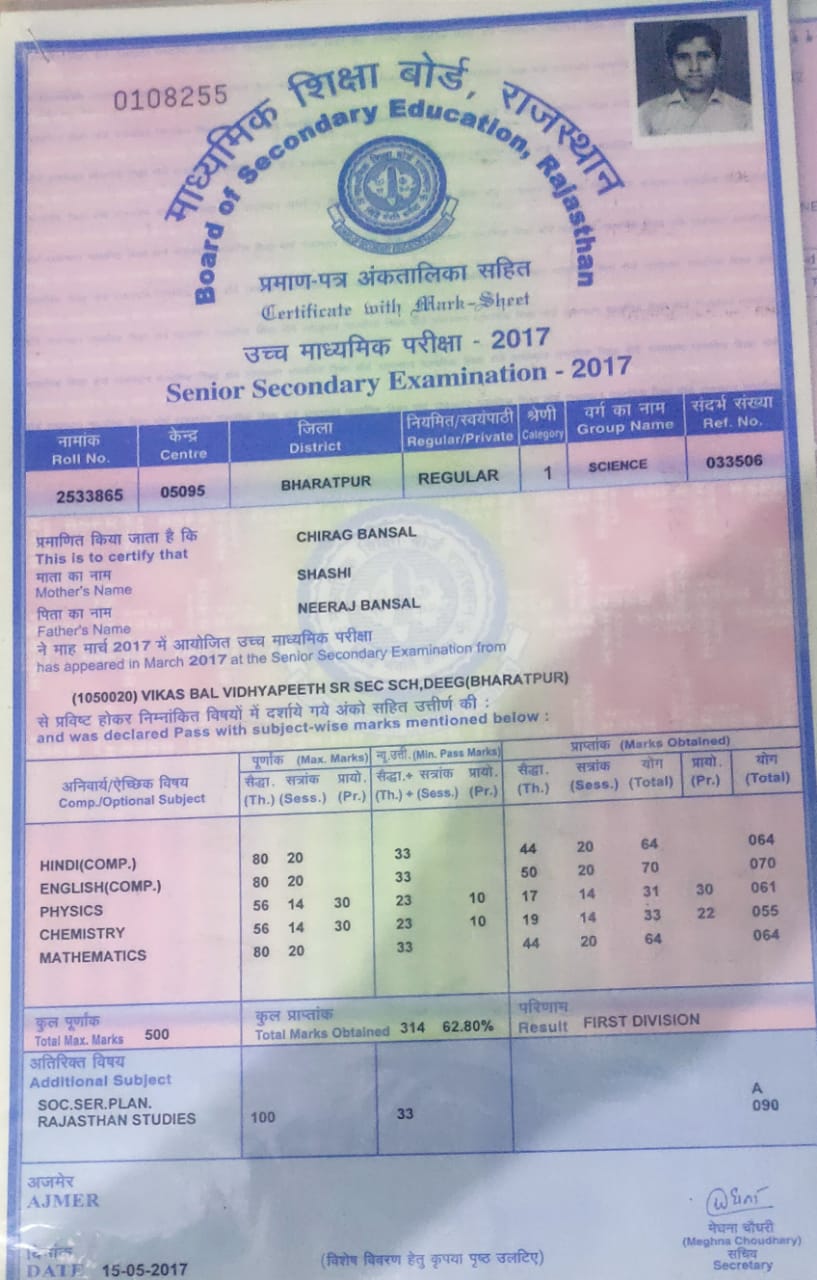 0108255
माध्यमिक शिक्षा बोर्ड, राजस्थान
Board of Secondary Education, Rajasthan
प्रमाण-पत्र अंकतालिका सहित
Certificate with Mark-Sheet
उच्च माध्यमिक परीक्षा - 2017
Senior Secondary Examination - 2017
नामांक केन्द्र जिला नियमित/स्वयंपाठी श्रेणी वर्ग का नाम संदर्भ संख्या
Roll No. Centre District Regular/Private Category Group Name Ref. No.
2533865 05095 BHARATPUR REGULAR 1 SCIENCE 033506
प्रमाणित किया जाता है कि CHIRAG BANSAL
This is to certify that
माता का नाम SHASHI
Mother's Name
पिता का नाम NEERAJ BANSAL
Father's Name
ने माह मार्च 2017 में आयोजित उच्च माध्यमिक परीक्षा
has appeared in March 2017 at the Senior Secondary Examination from
(1050020) VIKAS BAL VIDHYAPEETH SR SEC SCH,DEEG(BHARATPUR)
से प्रविष्ट होकर निम्नांकित विषयों में दर्शाये गये अंको सहित उत्तीर्ण की :
and was declared Pass with subject-wise marks mentioned below :
पूर्णांक (Max. Marks) न्यू.उत्ती. (Min. Pass Marks) प्राप्तांक (Marks Obtained)
अनिवार्य/ऐच्छिक विषय सैद्धा. सत्रांक प्रायो. सैद्धा.+ सत्रांक प्रायो. सैद्धा. सत्रांक योग प्रायो. योग
Comp./Optional Subject (Th.) (Sess.) (Pr.) (Th.) + (Sess.) (Pr.) (Th.) (Sess.) (Total) (Pr.) (Total)
HINDI(COMP.) 80 20 33 44 20 64 064
ENGLISH(COMP.) 80 20 33 50 20 70 070
PHYSICS 56 14 30 23 10 17 14 31 30 061
CHEMISTRY 56 14 30 23 10 19 14 33 22 055
MATHEMATICS 80 20 33 44 20 64 064
कुल पूर्णांक कुल प्राप्तांक परिणाम
Total Max. Marks 500 Total Marks Obtained 314 62.80% Result FIRST DIVISION
अतिरिक्त विषय
Additional Subject
SOC.SER.PLAN. A
RAJASTHAN STUDIES 100 33 090
अजमेर
AJMER
मेघना चौधरी
(Meghna Choudhary)
सचिव
Secretary
दिनांक
DATE 15-05-2017
(विशेष विवरण हेतु कृपया पृष्ठ उलटिए)